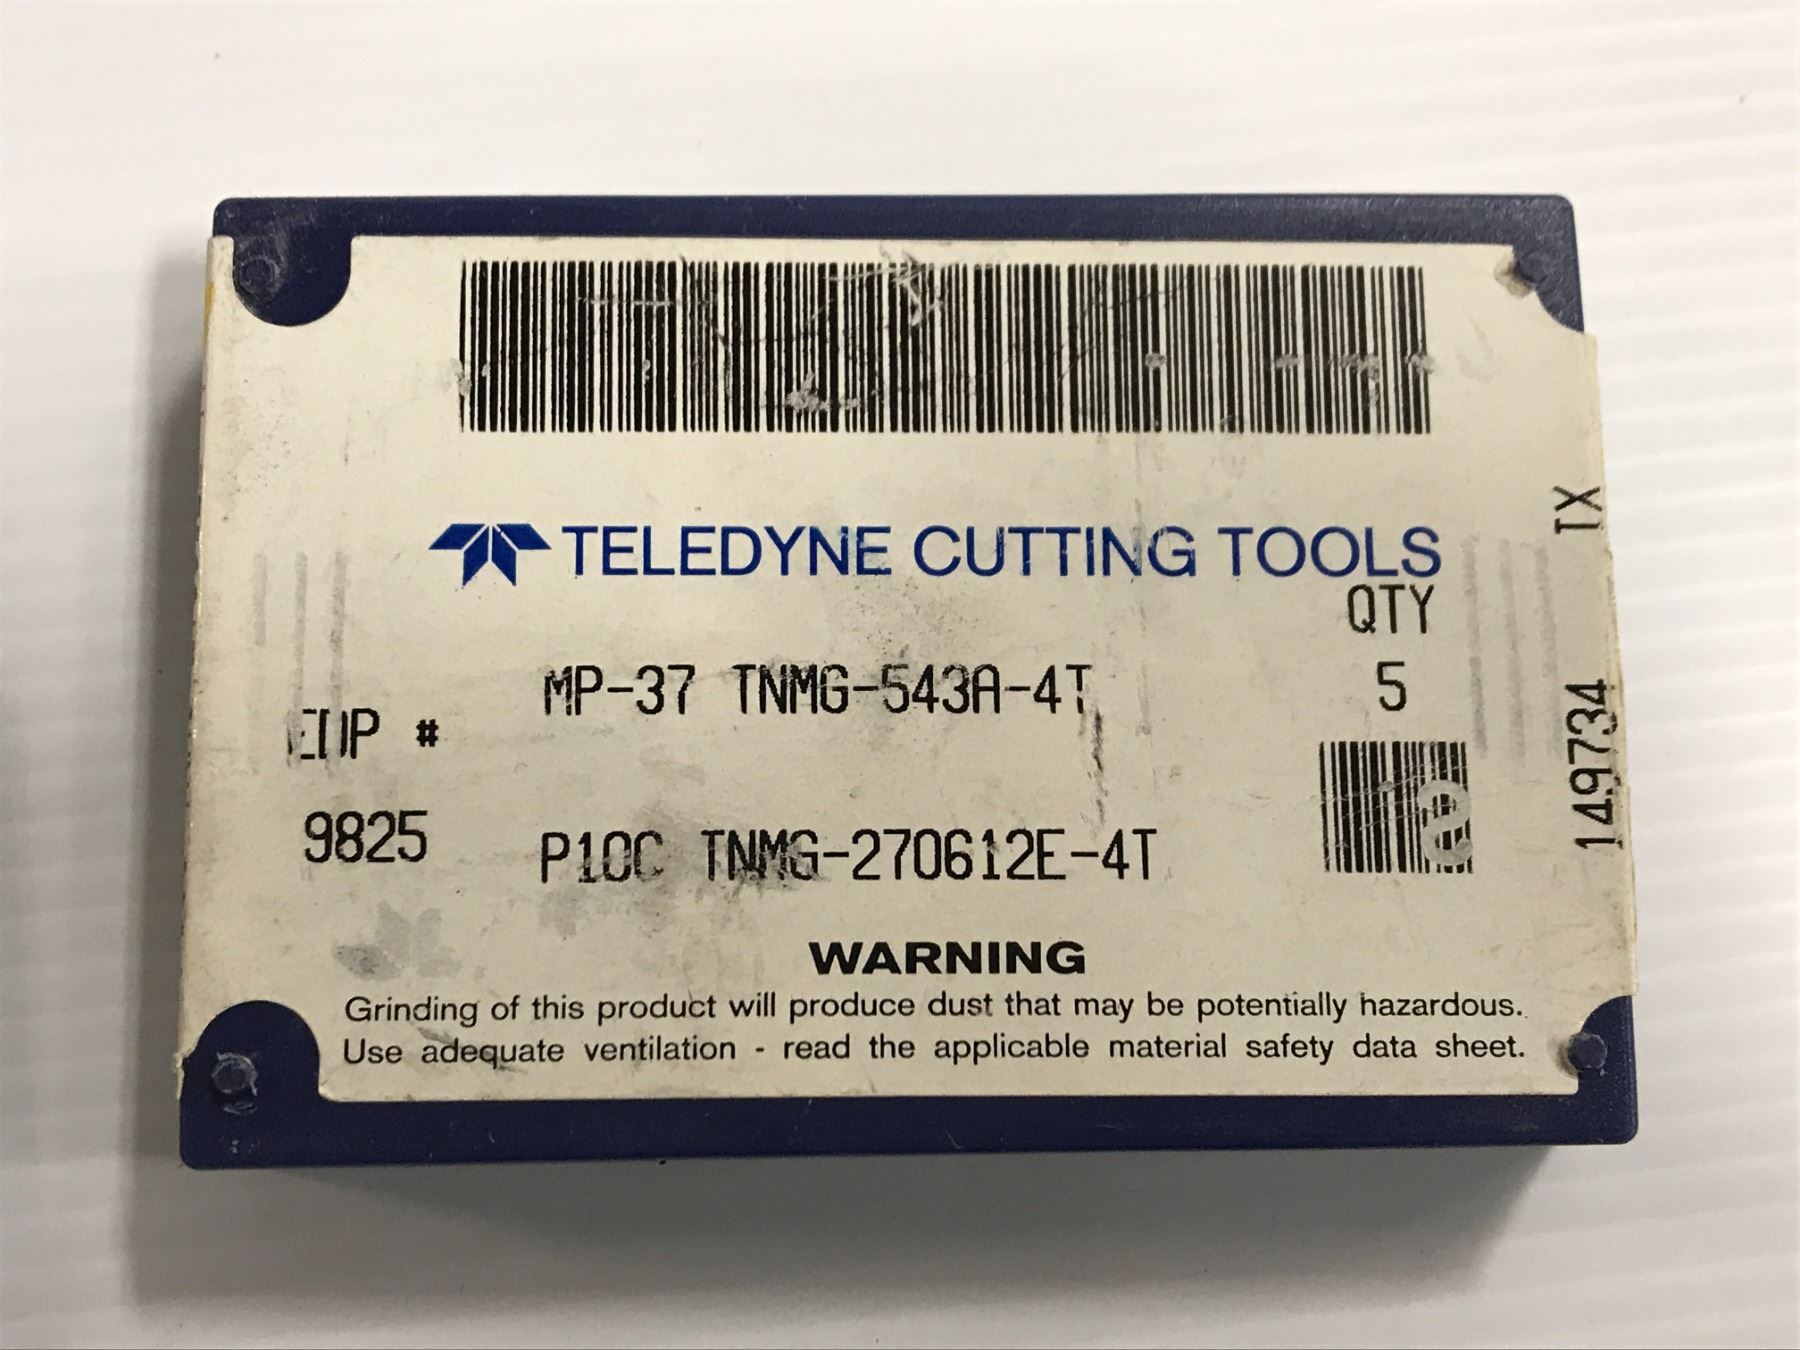 TELEDYNE CUTTING TOOLS
QTY
MP-37 TNMG-543A-4T 5
EDP #
9825 P10C TNMG-270612E-4T
WARNING
Grinding of this product will produce dust that may be potentially hazardous.
Use adequate ventilation - read the applicable material safety data sheet.
149734 TX